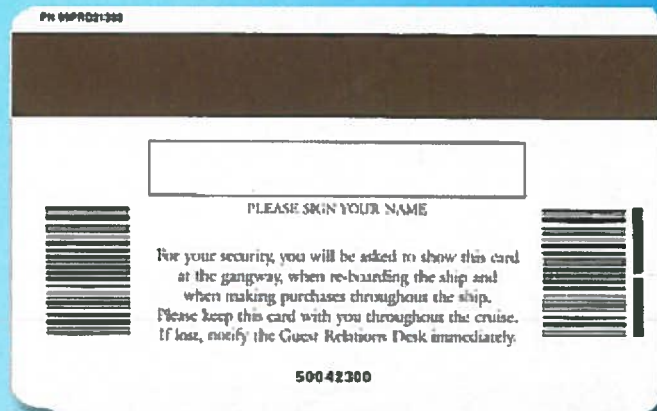 PLEASE SIGN YOUR NAME
For your security, you will be asked to show this card
at the gangway, when re-boarding the ship and
when making purchases throughout the ship.
Please keep this card with you throughout the cruise.
If lost, notify the Guest Relations Desk immediately.
50042300